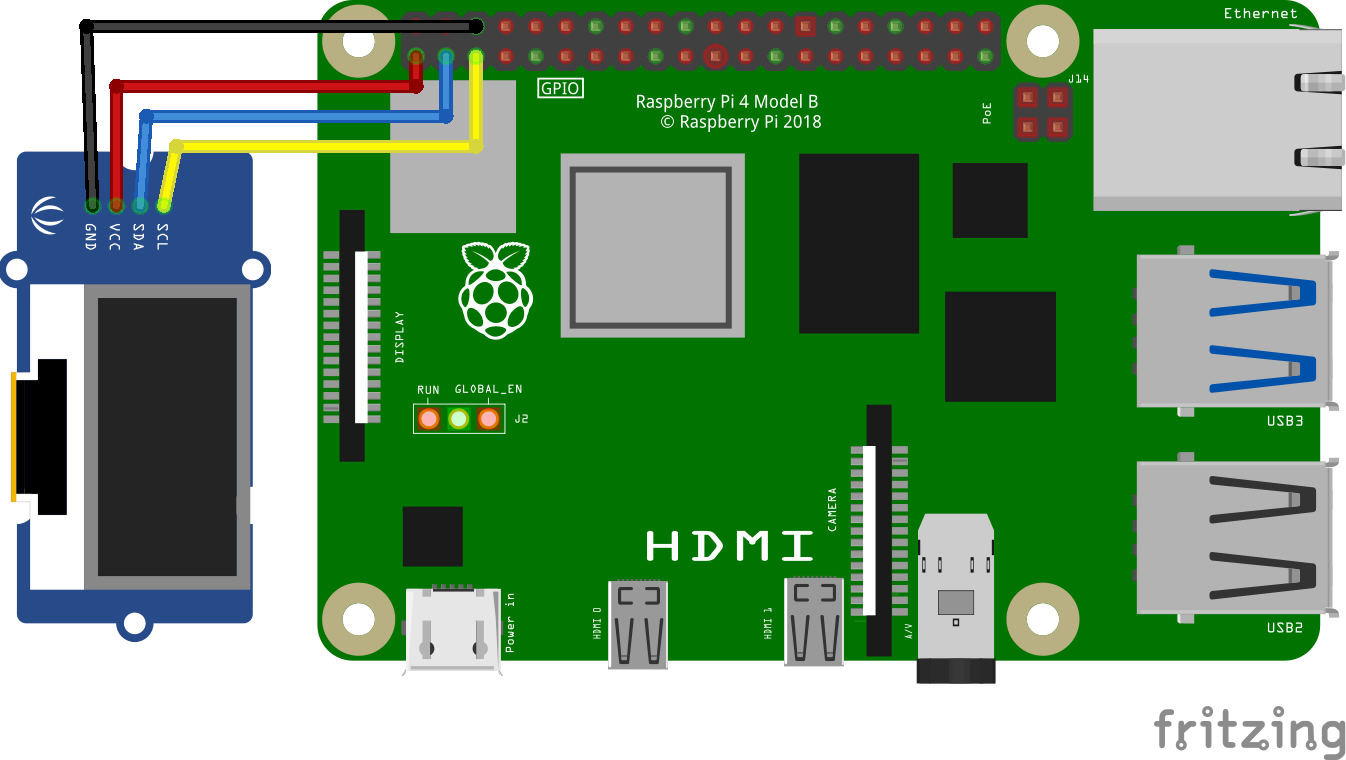 Ethernet
J14
GPIO
Raspberry Pi 4 Model B
© Raspberry Pi 2018
PoE
GND
VCC
SDA
SCL
DISPLAY
RUN
GLOBAL_EN
J2
USB3
CAMERA
HDMI
Power in
HDMI 0
HDMI 1
A/V
USB2
fritzing